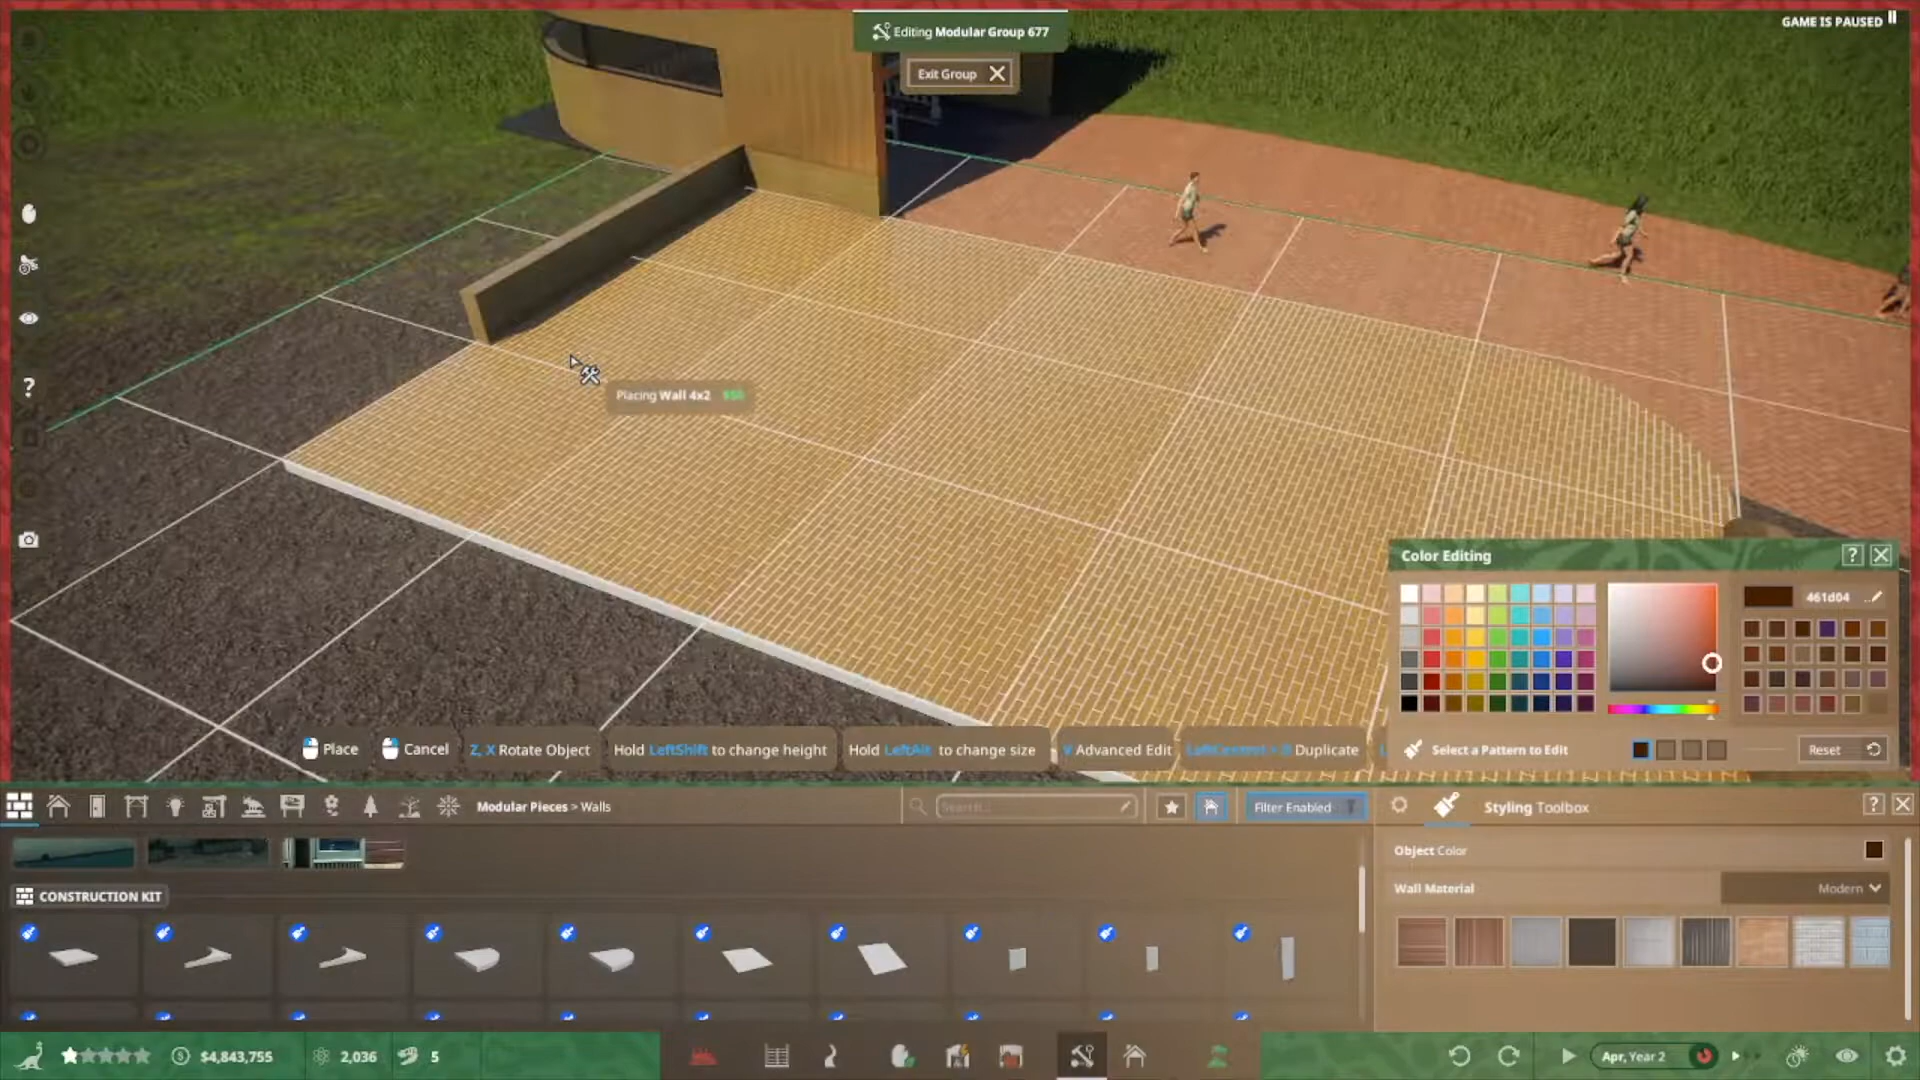 Editing Modular Group 677
GAME IS PAUSED
Exit Group
Placing Wall 4x2
Color Editing
?
461d04
Place
Cancel
Z, X Rotate Object
Hold LeftShift to change height
Hold LeftAlt to change size
V Advanced Edit
LeftControl + D Duplicate
Select a Pattern to Edit
Reset
Modular Pieces > Walls
Search...
Filter Enabled
Styling Toolbox
?
Object Color
Wall Material
Modern
CONSTRUCTION KIT
$4,843,755
2,036
5
Apr, Year 2